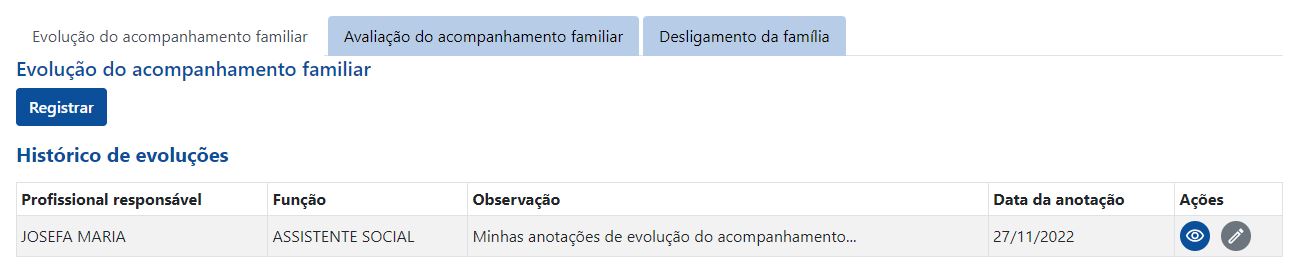 Evolução do acompanhamento familiar Avaliação do acompanhamento familiar Desligamento da família
Evolução do acompanhamento familiar
Registrar
Histórico de evoluções
Profissional responsável Função Observação Data da anotação Ações
JOSEFA MARIA ASSISTENTE SOCIAL Minhas anotações de evolução do acompanhamento... 27/11/2022